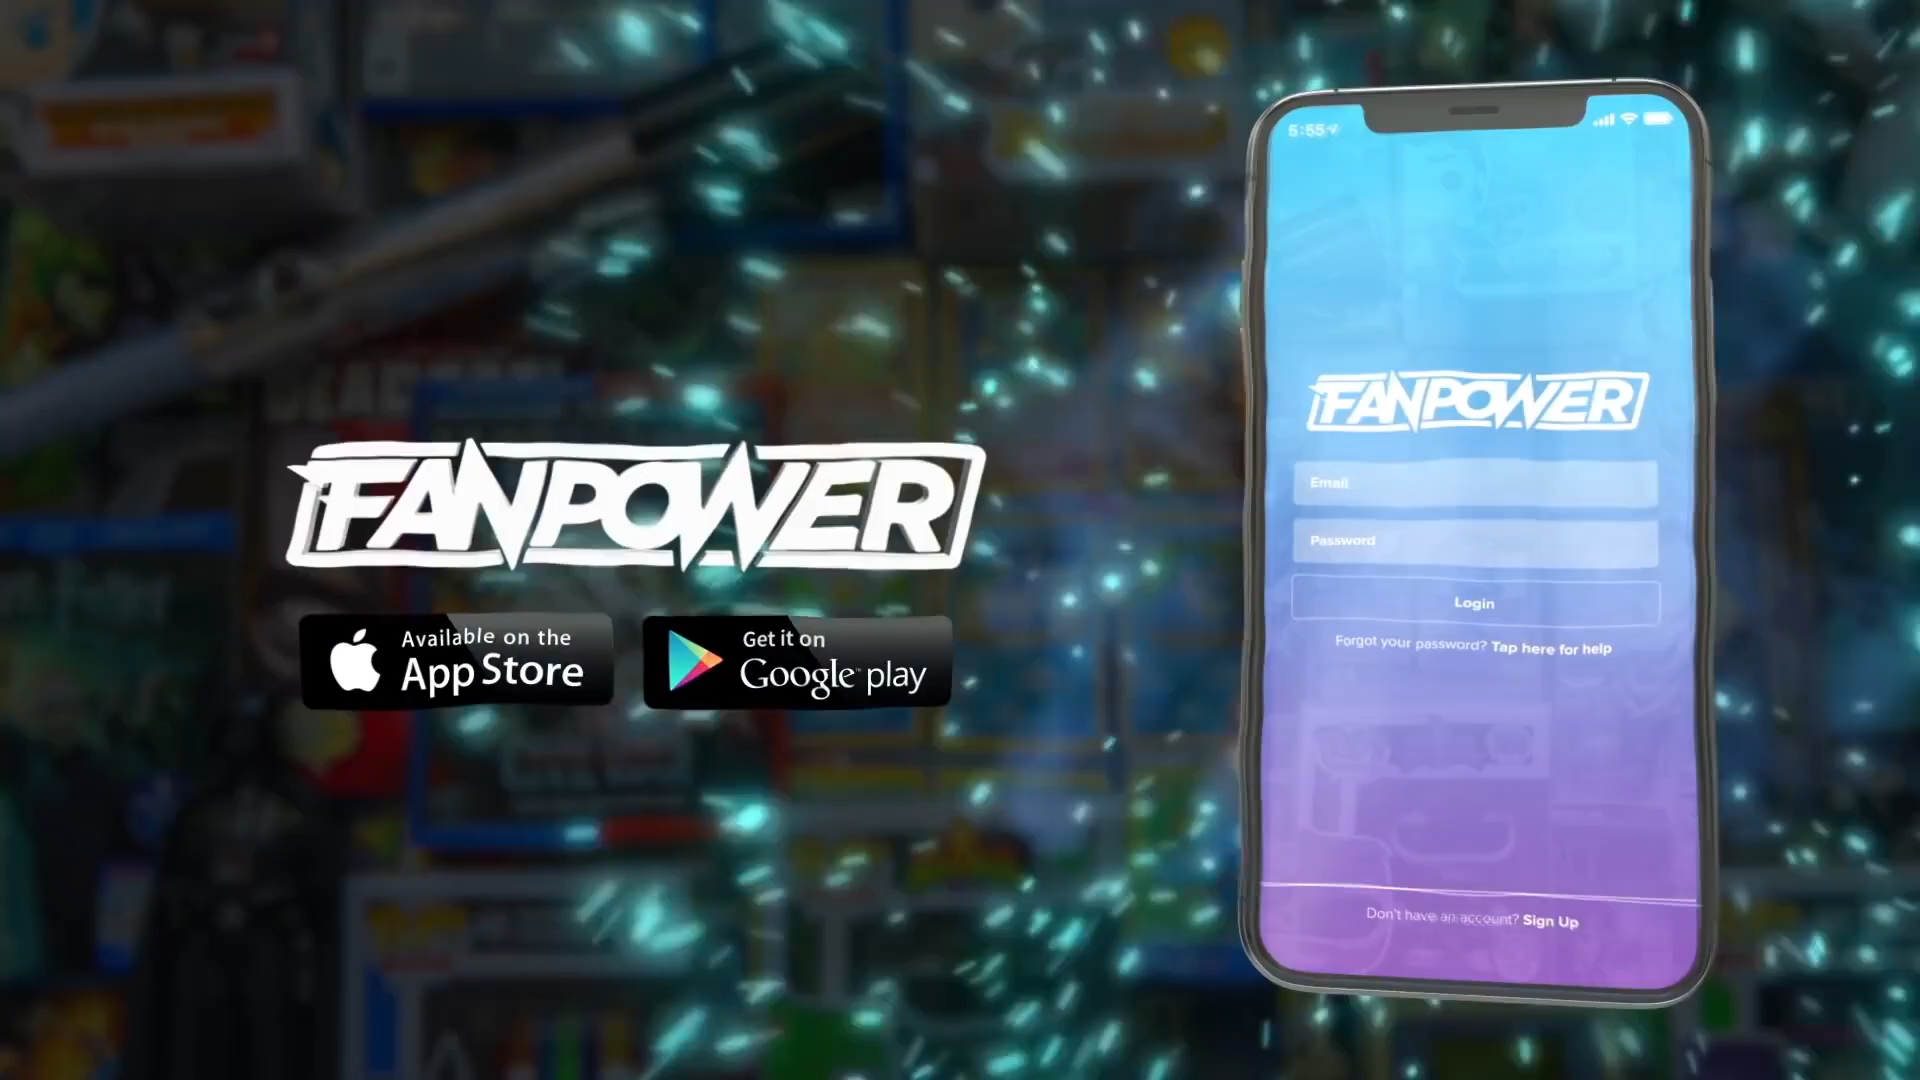 FANPOWER
Available on the
App Store
Get it on
Google™ play
5:55
FANPOWER
Email
Password
Login
Forgot your password? Tap here for help
Don't have an account? Sign Up